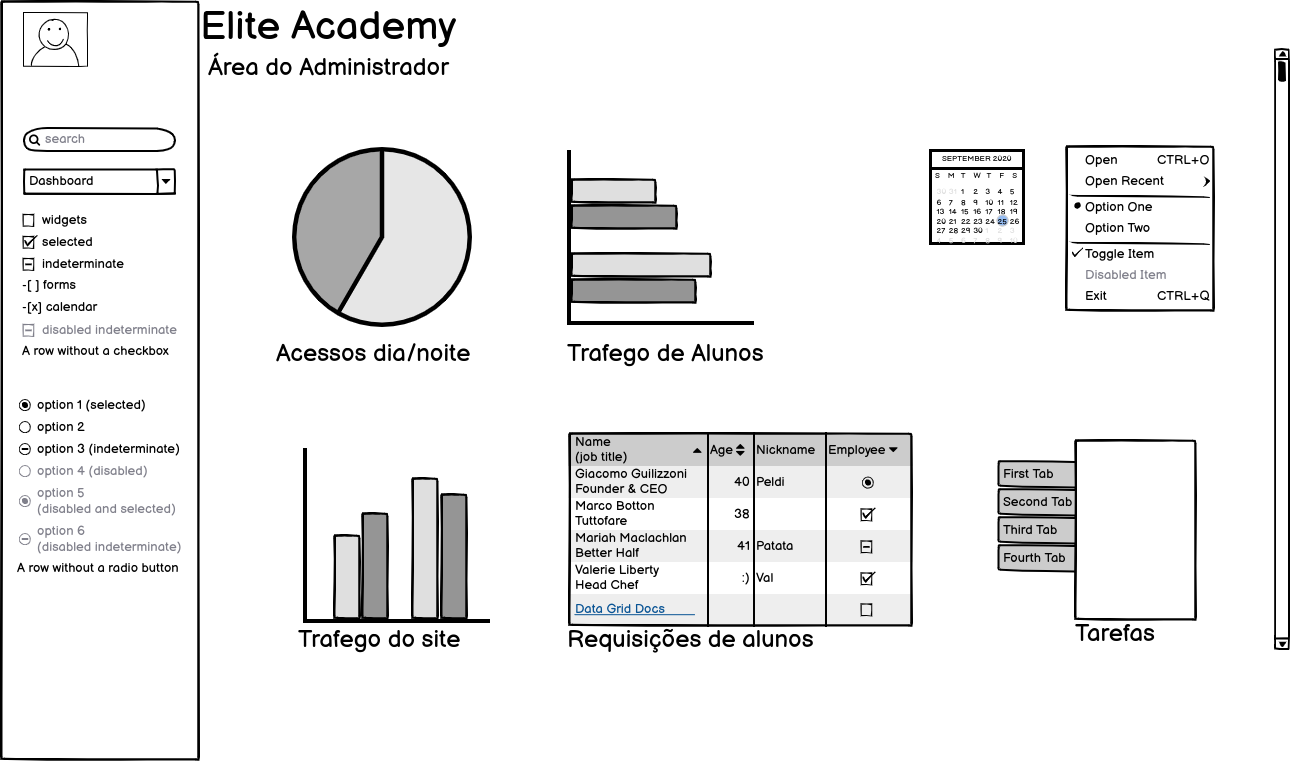 Elite Academy
Área do Administrador
search
Dashboard
widgets
selected
indeterminate
-[ ] forms
-[x] calendar
disabled indeterminate
A row without a checkbox
option 1 (selected)
option 2
option 3 (indeterminate)
option 4 (disabled)
option 5
(disabled and selected)
option 6
(disabled indeterminate)
A row without a radio button
Acessos dia/noite
Trafego de Alunos
SEPTEMBER 2020
S M T W T F S
30 31 1 2 3 4 5
6 7 8 9 10 11 12
13 14 15 16 17 18 19
20 21 22 23 24 25 26
27 28 29 30 1 2 3
Open CTRL+O
Open Recent
Option One
Option Two
Toggle Item
Disabled Item
Exit CTRL+Q
Trafego do site
Name
(job title) Age Nickname Employee
Giacomo Guilizzoni
Founder & CEO 40 Peldi
Marco Botton
Tuttofare 38
Mariah Maclachlan
Better Half 41 Patata
Valerie Liberty
Head Chef :) Val
Data Grid Docs
Requisições de alunos
First Tab
Second Tab
Third Tab
Fourth Tab
Tarefas